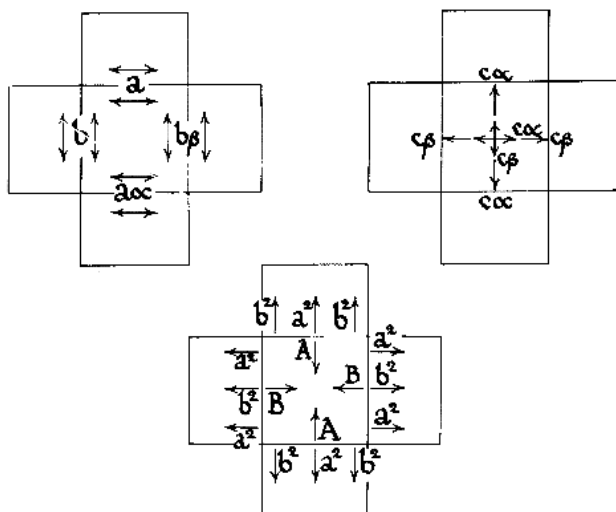 a
b bβ
aα
cα
cβ cα cβ
cβ
cα
b² a² b²
a² A a²
b² B B b²
a² A a²
b² a² b²